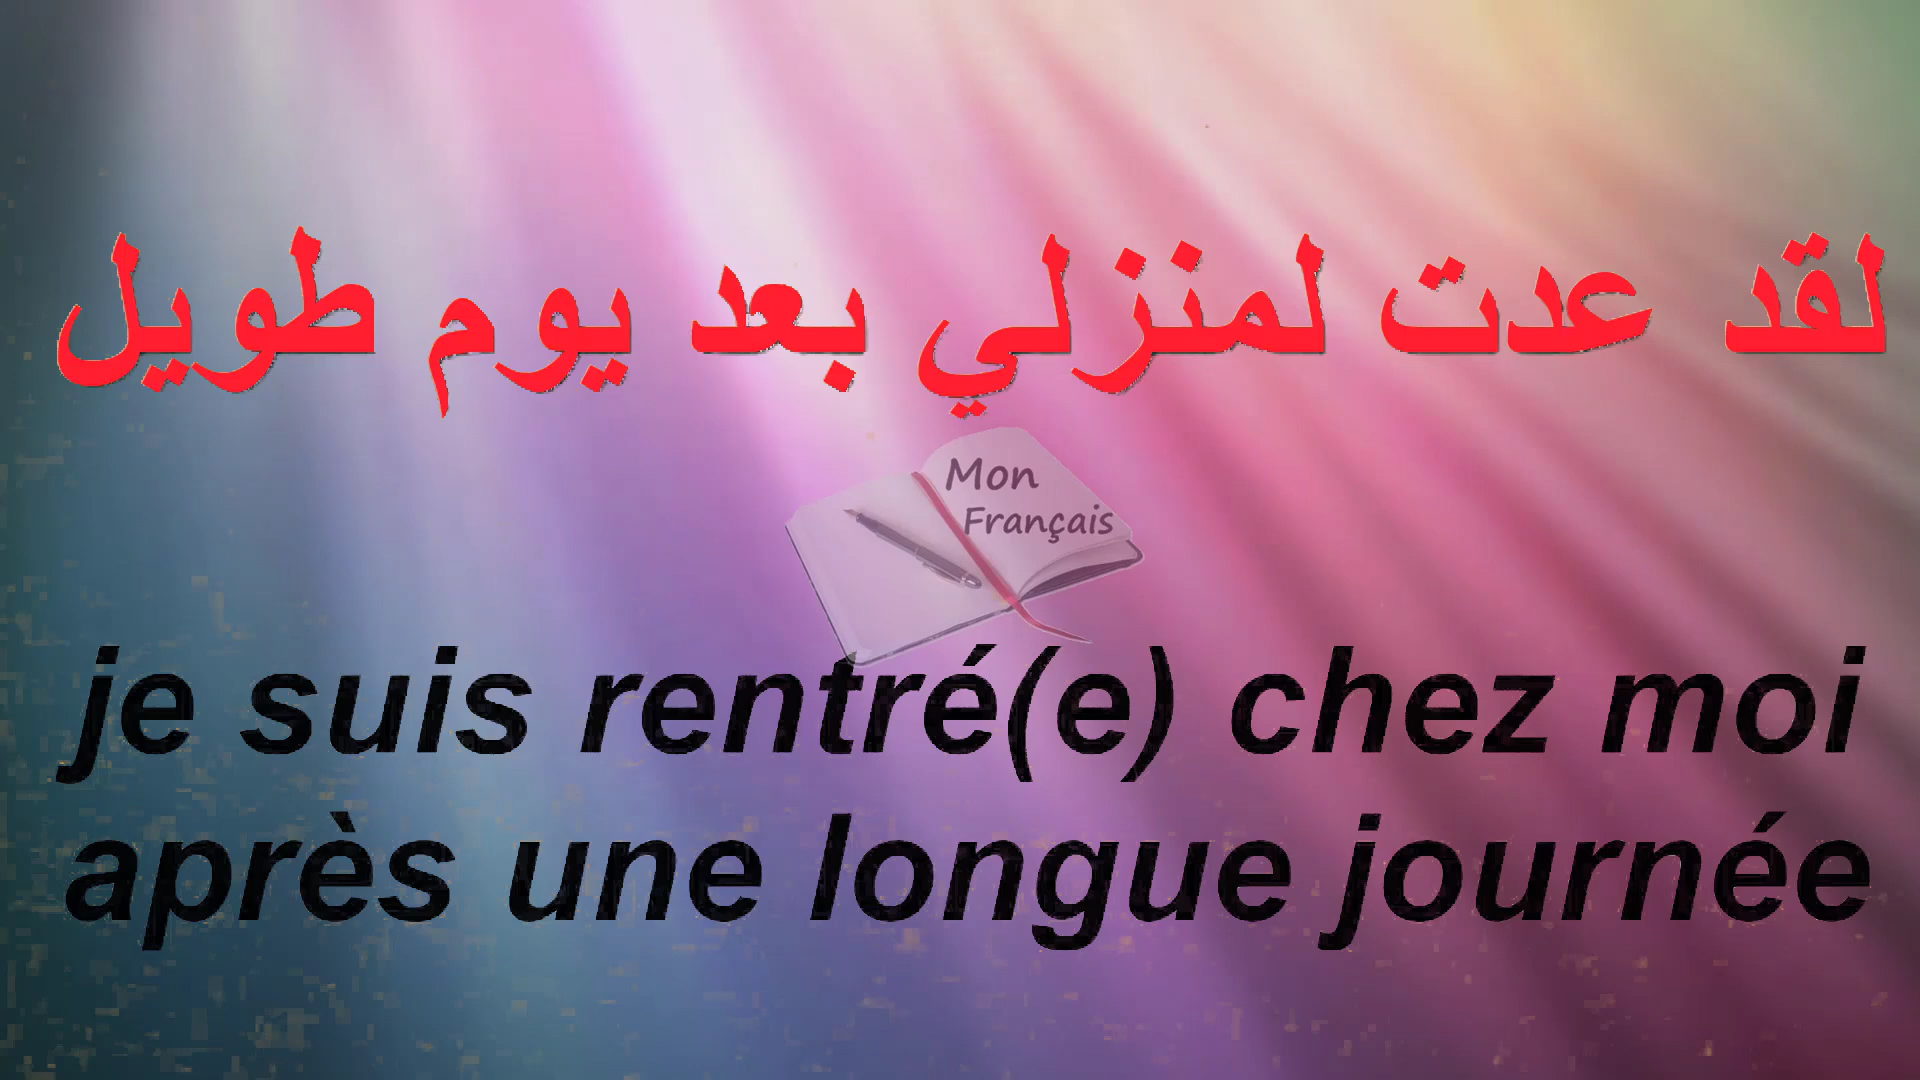 لقد عدت لمنزلي بعد يوم طويل
Mon
Français
je suis rentré(e) chez moi
après une longue journée